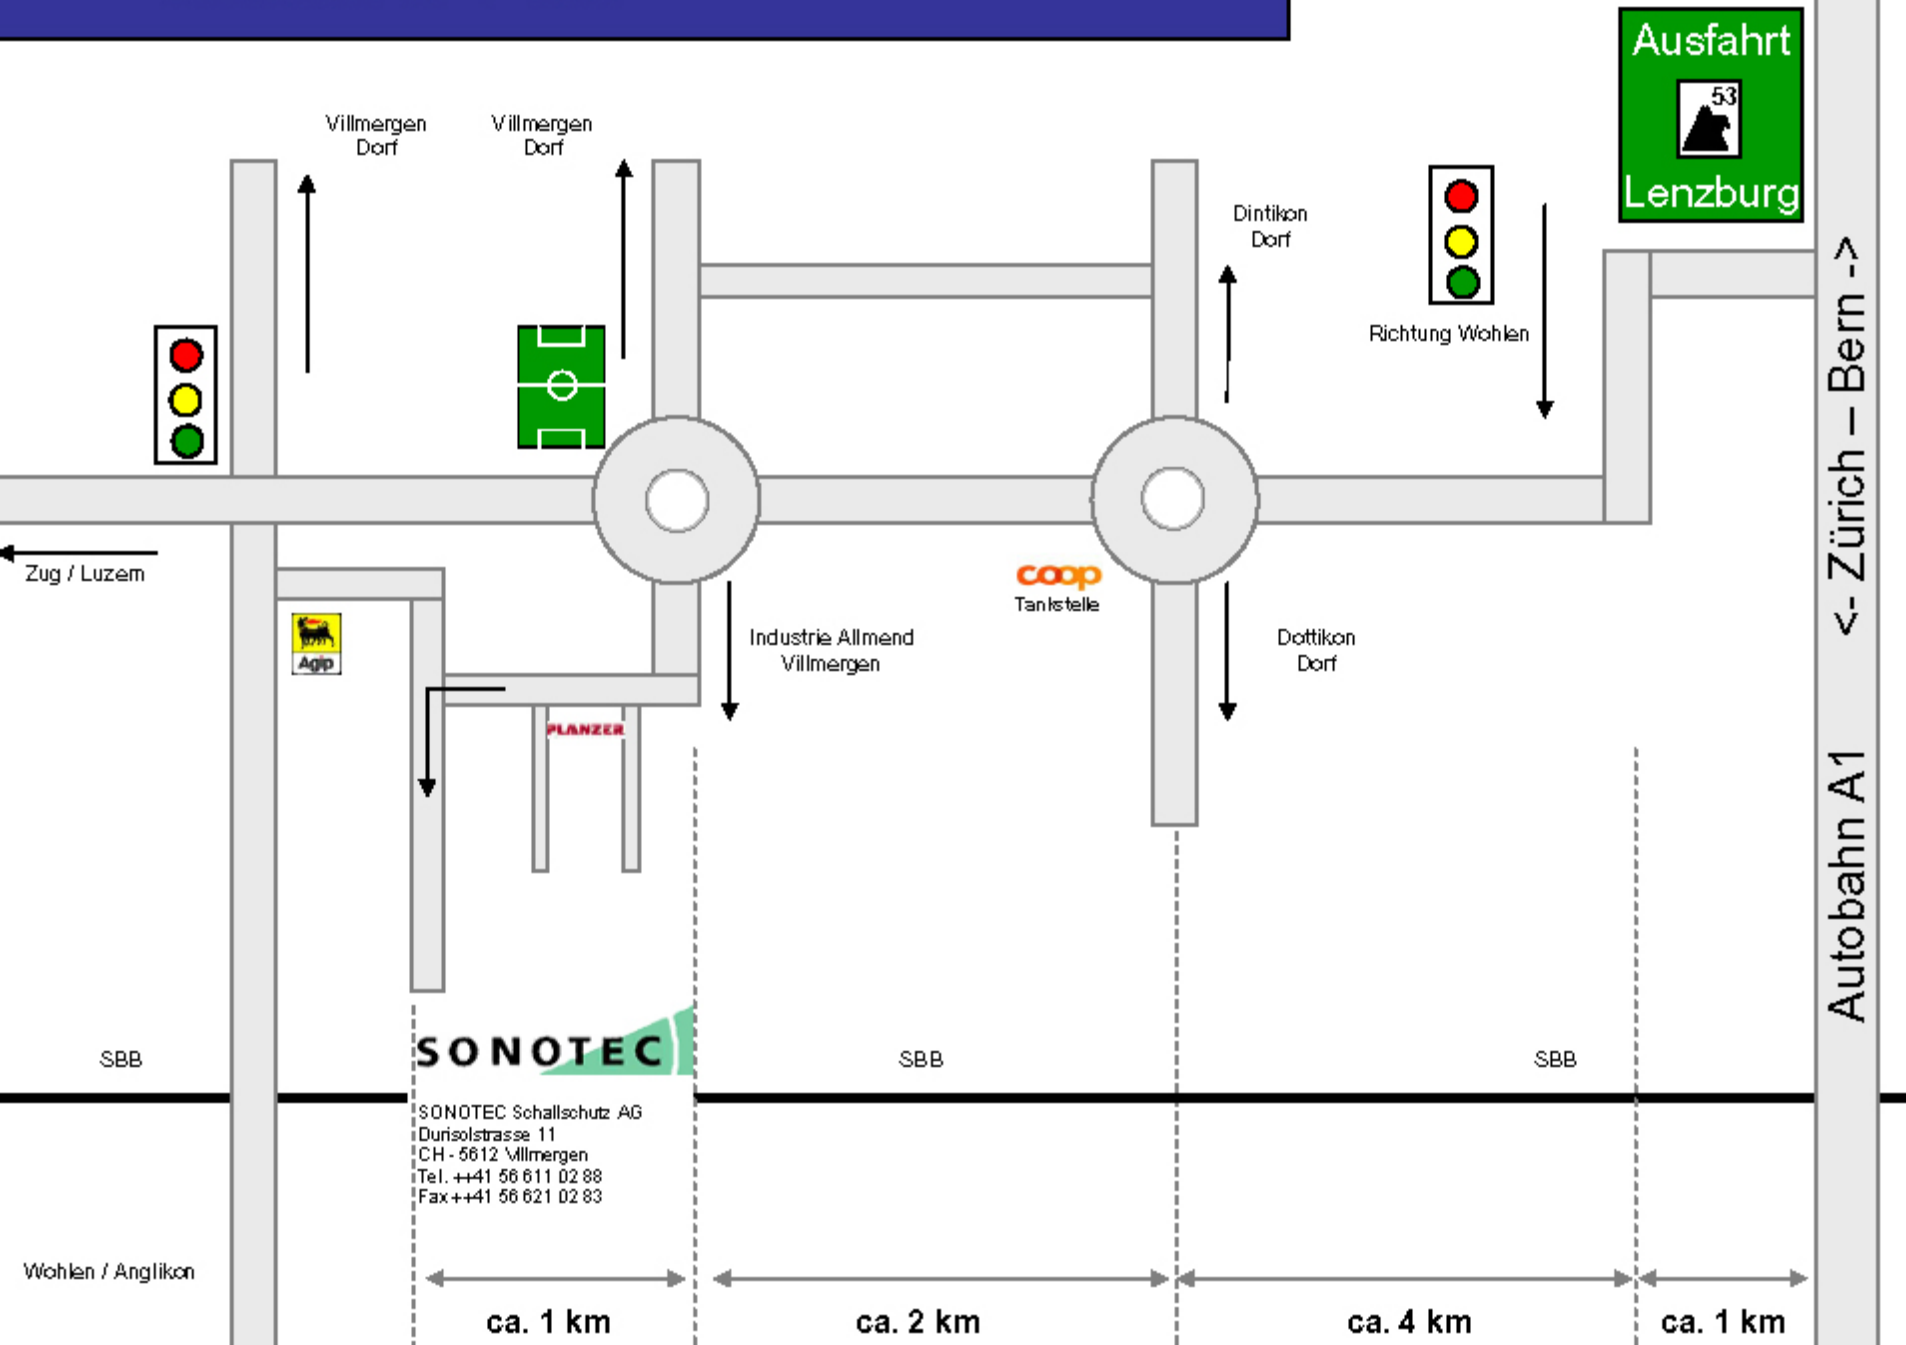 Ausfahrt
53
Lenzburg
Villmergen
Dorf
Villmergen
Dorf
Dintikon
Dorf
Richtung Wohlen
<- Zürich – Bern ->
Autobahn A1
Zug / Luzern
Agip
coop
Tankstelle
Industrie Allmend
Villmergen
Dottikon
Dorf
PLANZER
SONOTEC
SBB
SBB
SBB
SONOTEC Schallschutz AG
Durisolstrasse 11
CH - 5612 Villmergen
Tel. ++41 56 611 02 88
Fax ++41 56 621 02 83
Wohlen / Anglikon
ca. 1 km
ca. 2 km
ca. 4 km
ca. 1 km